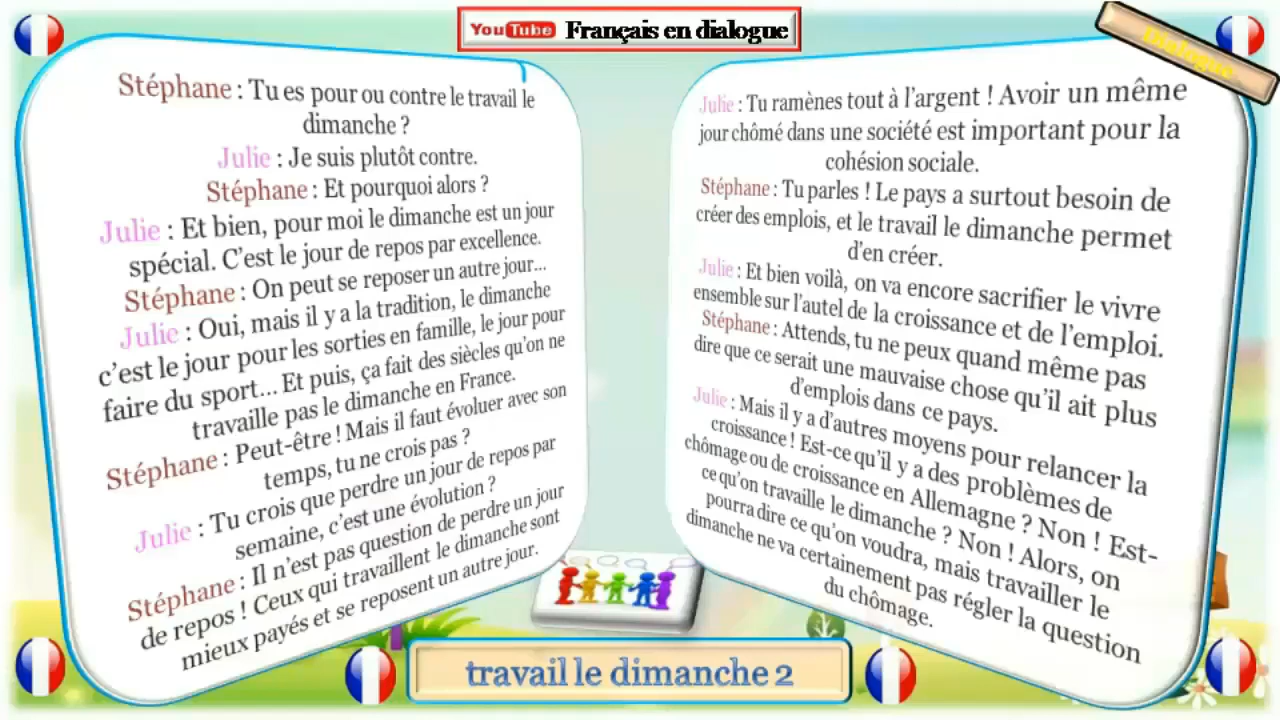 YouTube Français en dialogue
Dialogue
Stéphane : Tu es pour ou contre le travail le
dimanche ?
Julie : Je suis plutôt contre.
Stéphane : Et pourquoi alors ?
Julie : Et bien, pour moi le dimanche est un jour
spécial. C’est le jour de repos par excellence.
Stéphane : On peut se reposer un autre jour...
Julie : Oui, mais il y a la tradition, le dimanche
c’est le jour pour les sorties en famille, le jour pour
faire du sport... Et puis, ça fait des siècles qu’on ne
travaille pas le dimanche en France.
Stéphane : Peut-être ! Mais il faut évoluer avec son
temps, tu ne crois pas ?
Julie : Tu crois que perdre un jour de repos par
semaine, c’est une évolution ?
Stéphane : Il n’est pas question de perdre un jour
de repos ! Ceux qui travaillent le dimanche sont
mieux payés et se reposent un autre jour.
Julie : Tu ramènes tout à l’argent ! Avoir un même
jour chômé dans une société est important pour la
cohésion sociale.
Stéphane : Tu parles ! Le pays a surtout besoin de
créer des emplois, et le travail le dimanche permet
d’en créer.
Julie : Et bien voilà, on va encore sacrifier le vivre
ensemble sur l’autel de la croissance et de l’emploi.
Stéphane : Attends, tu ne peux quand même pas
dire que ce serait une mauvaise chose qu’il ait plus
d’emplois dans ce pays.
Julie : Mais il y a d’autres moyens pour relancer la
croissance ! Est-ce qu’il y a des problèmes de
chômage ou de croissance en Allemagne ? Non ! Est-
ce qu’on travaille le dimanche ? Non ! Alors, on
pourra dire ce qu’on voudra, mais travailler le
dimanche ne va certainement pas régler la question
du chômage.
travail le dimanche 2